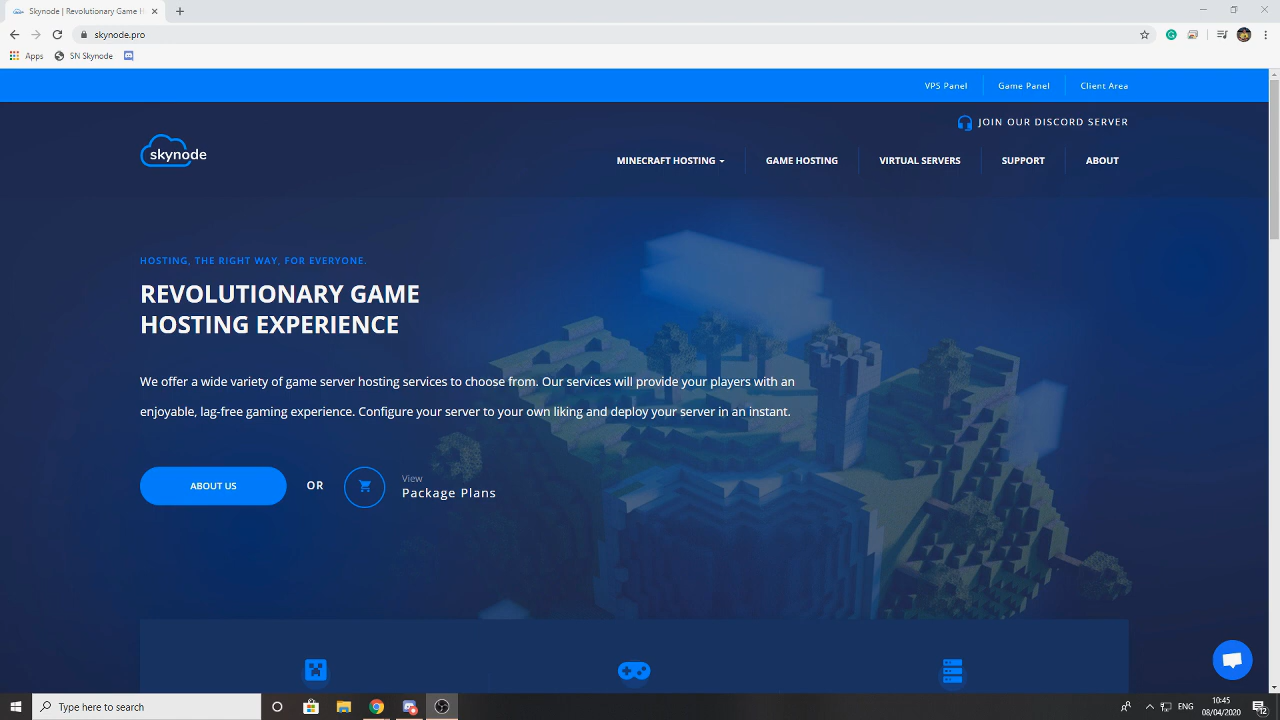 Skynode | Revolutionary Game H
skynode.pro
Apps
SN Skynode
VPS Panel
Game Panel
Client Area
JOIN OUR DISCORD SERVER
skynode
MINECRAFT HOSTING
GAME HOSTING
VIRTUAL SERVERS
SUPPORT
ABOUT
HOSTING, THE RIGHT WAY, FOR EVERYONE.
REVOLUTIONARY GAME
HOSTING EXPERIENCE
We offer a wide variety of game server hosting services to choose from. Our services will provide your players with an
enjoyable, lag-free gaming experience. Configure your server to your own liking and deploy your server in an instant.
ABOUT US
OR
View
Package Plans
Type here to search
ENG
10:45
08/04/2020
12